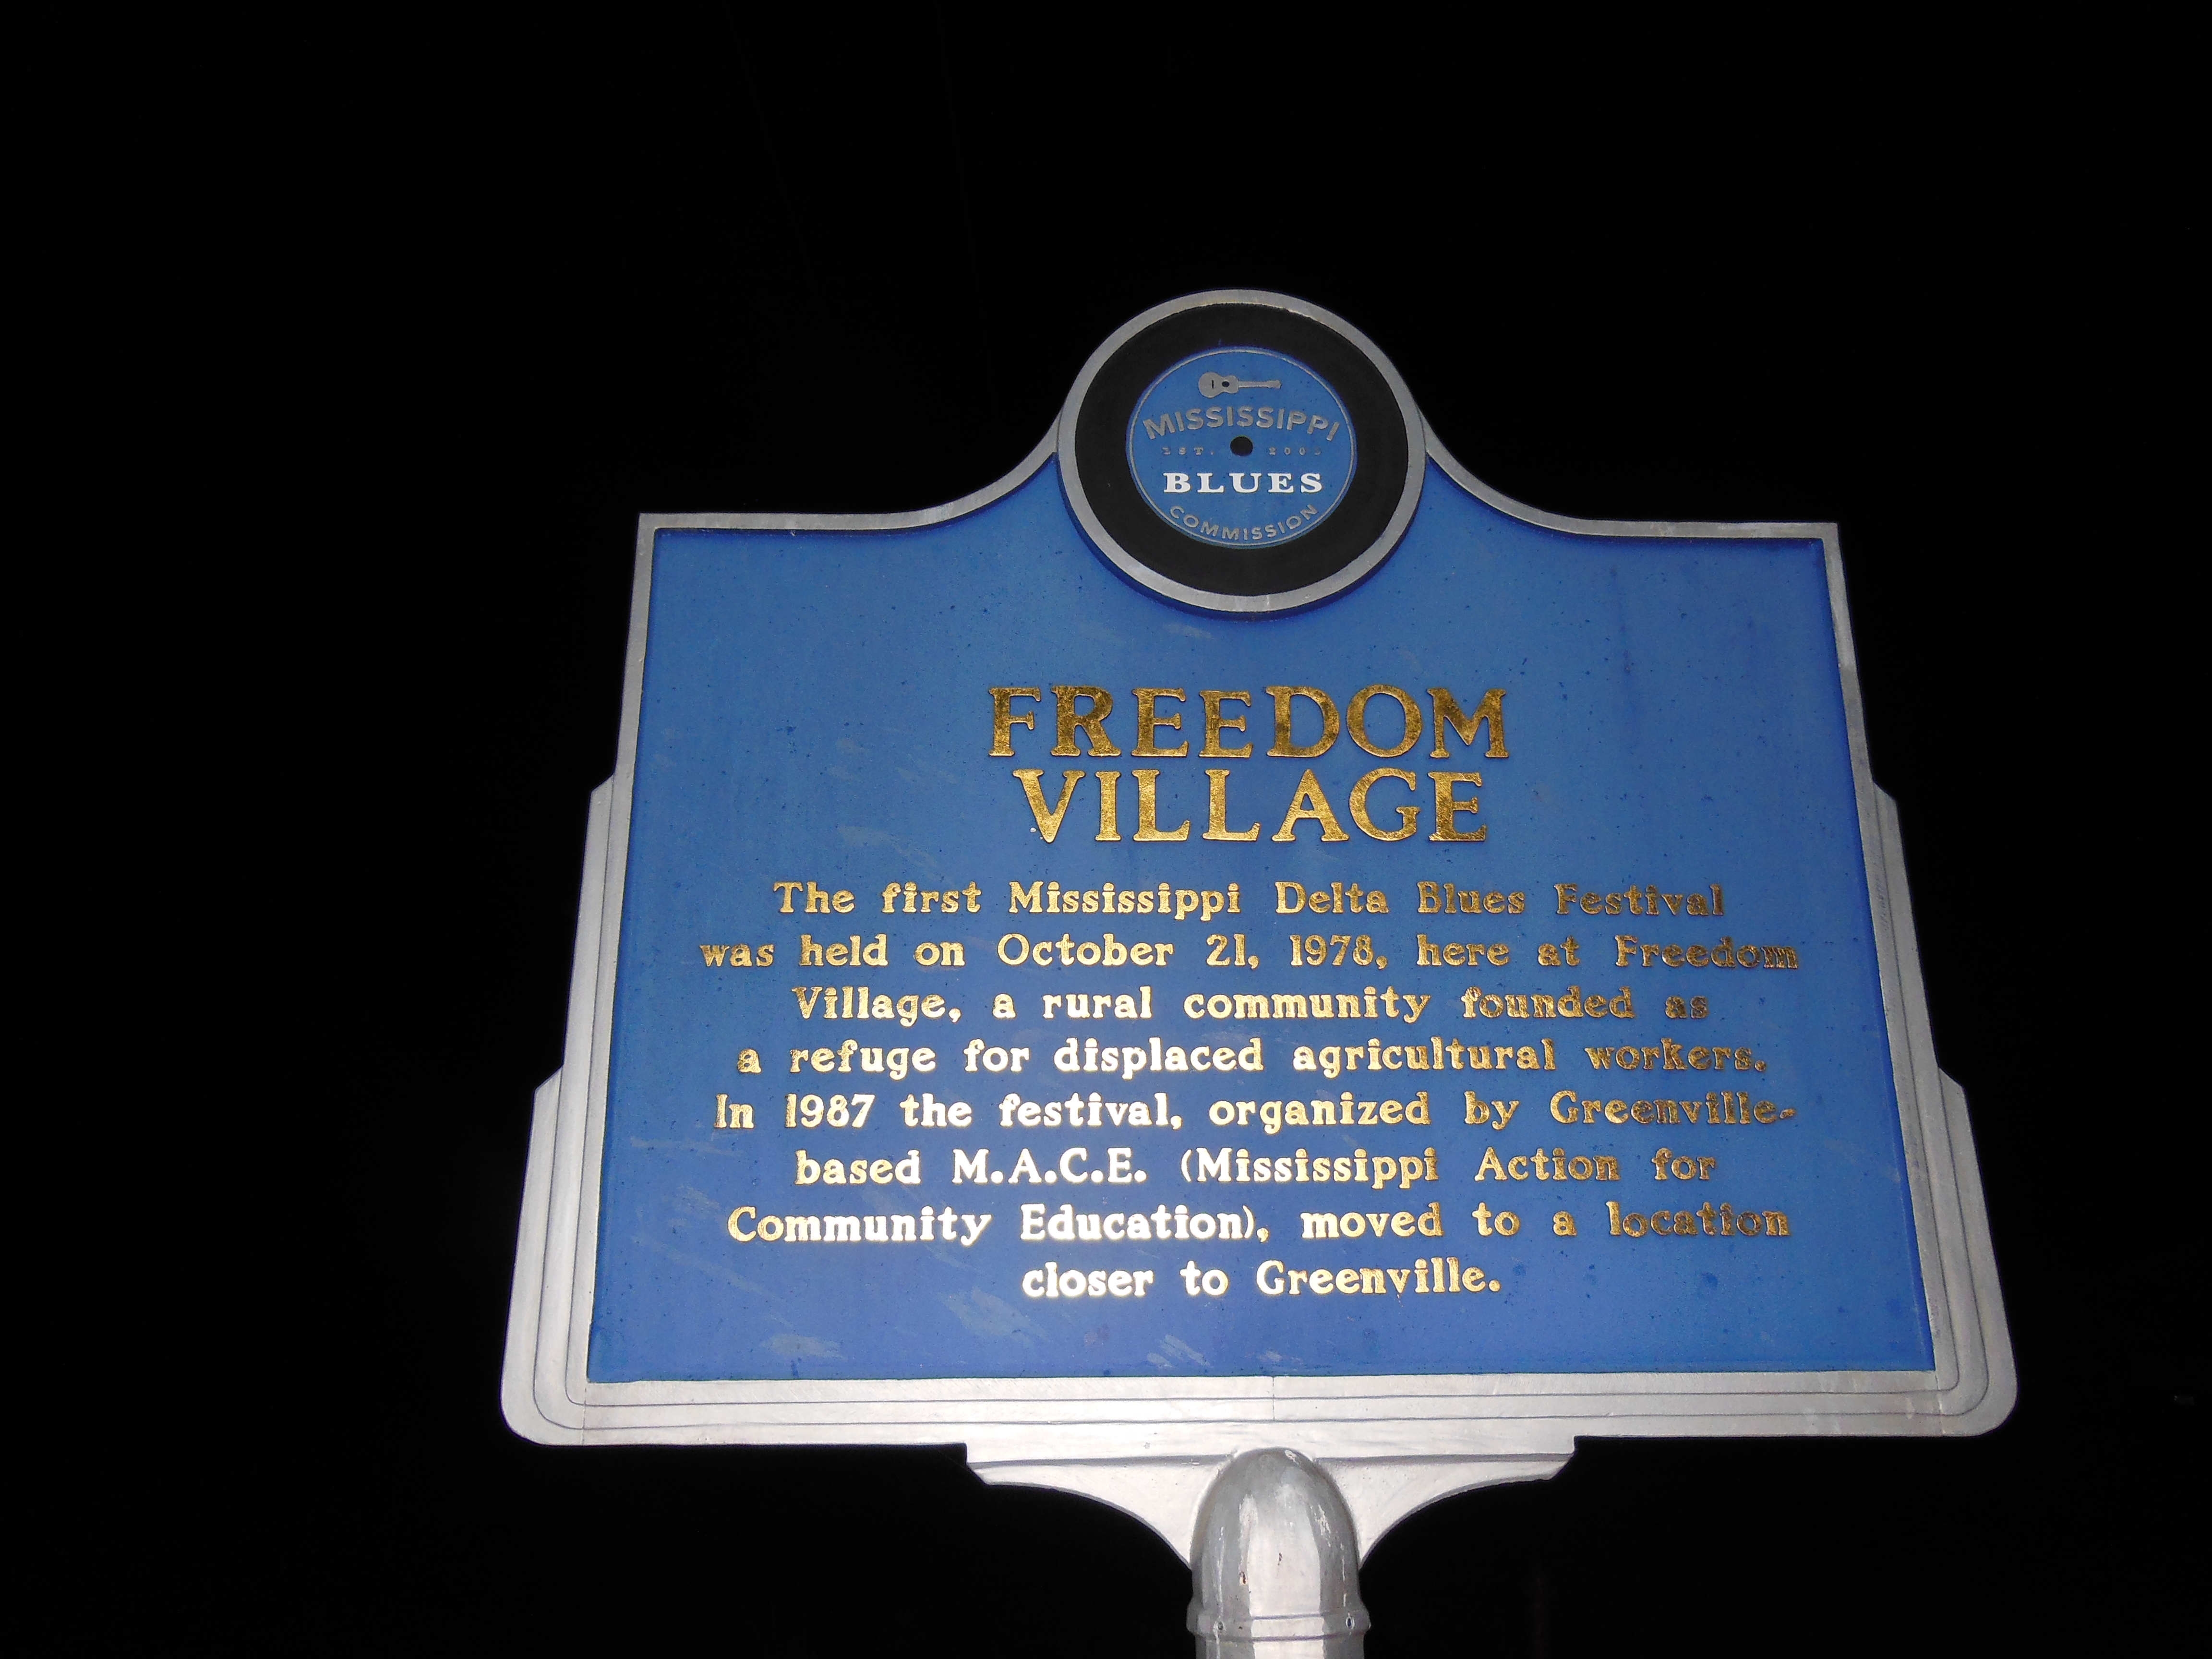 MISSISSIPPI
EST.
BLUES
COMMISSION
FREEDOM
VILLAGE
The first Mississippi Delta Blues Festival
was held on October 21, 1978, here at Freedom
Village, a rural community founded as
a refuge for displaced agricultural workers.
In 1987 the festival, organized by Greenville-
based M.A.C.E. (Mississippi Action for
Community Education), moved to a location
closer to Greenville.